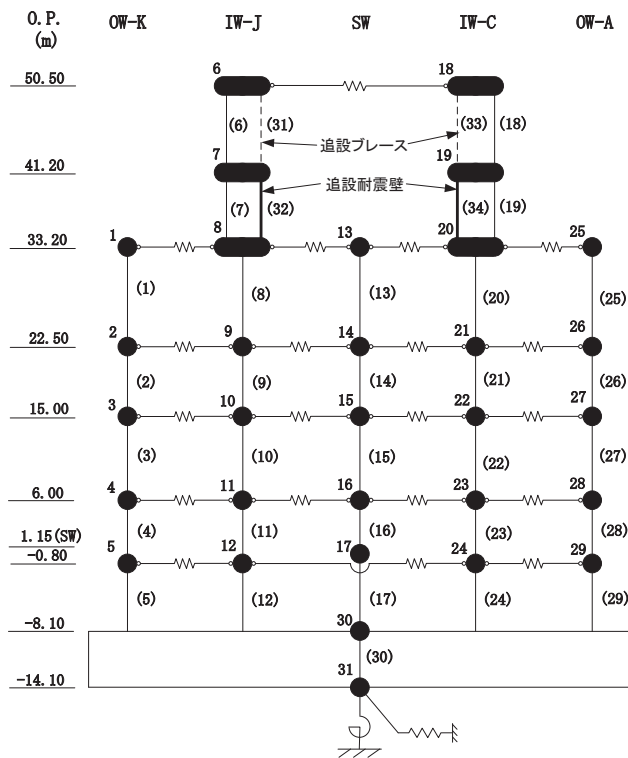 O.P. OW-K IW-J SW IW-C OW-A
(m)
6 18
50.50
(6) (31) (33) (18)
追設ブレース
7 19
41.20
追設耐震壁
(7) (32) (34) (19)
1 8 13 20 25
33.20
(1) (8) (13) (20) (25)
2 9 14 21 26
22.50
(2) (9) (14) (21) (26)
3 10 15 22 27
15.00
(3) (10) (15) (22) (27)
4 11 16 23 28
6.00
(4) (11) (16) (23) (28)
1.15(SW)
5 12 17 24 29
-0.80
(5) (12) (17) (24) (29)
30
-8.10
(30)
31
-14.10